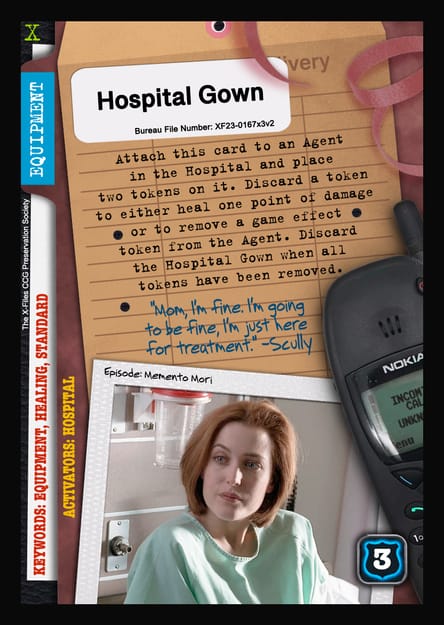 X
ivery
Hospital Gown
Bureau File Number: XF23-0167x3v2
EQUIPMENT
Attach this card to an Agent
in the Hospital and place
two tokens on it. Discard a token
to either heal one point of damage
or to remove a game effect
token from the Agent. Discard
the Hospital Gown when all
tokens have been removed.
"Mom, I'm fine. I'm going
to be fine, I'm just here
for treatment." -Scully
The X-Files CCG Preservation Society
KEYWORDS: EQUIPMENT, HEALING, STANDARD
ACTIVATORS: HOSPITAL
Episode: Memento Mori
NOKIA
INCOMI
CAL
UNKN
enu
1
3